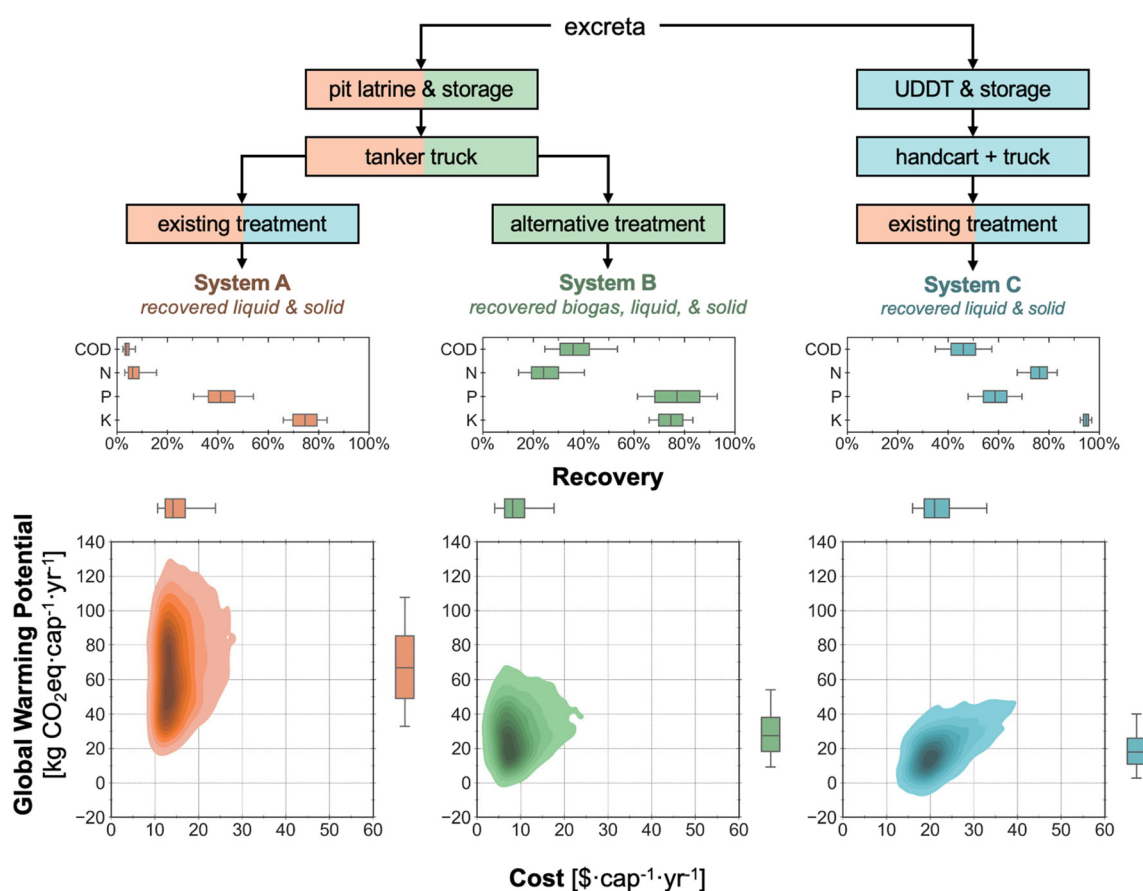 excreta
pit latrine & storage
UDDT & storage
tanker truck
handcart + truck
existing treatment
alternative treatment
existing treatment
System A
recovered liquid & solid
System B
recovered biogas, liquid, & solid
System C
recovered liquid & solid
COD
N
P
K
0% 20% 40% 60% 80% 100%
COD
N
P
K
0% 20% 40% 60% 80% 100%
COD
N
P
K
0% 20% 40% 60% 80% 100%
Recovery
Global Warming Potential
[kg CO₂eq·cap⁻¹·yr⁻¹]
140
120
100
80
60
40
20
0
−20
0 10 20 30 40 50 60
140
120
100
80
60
40
20
0
−20
0 10 20 30 40 50 60
140
120
100
80
60
40
20
0
−20
0 10 20 30 40 50 60
Cost [$·cap⁻¹·yr⁻¹]